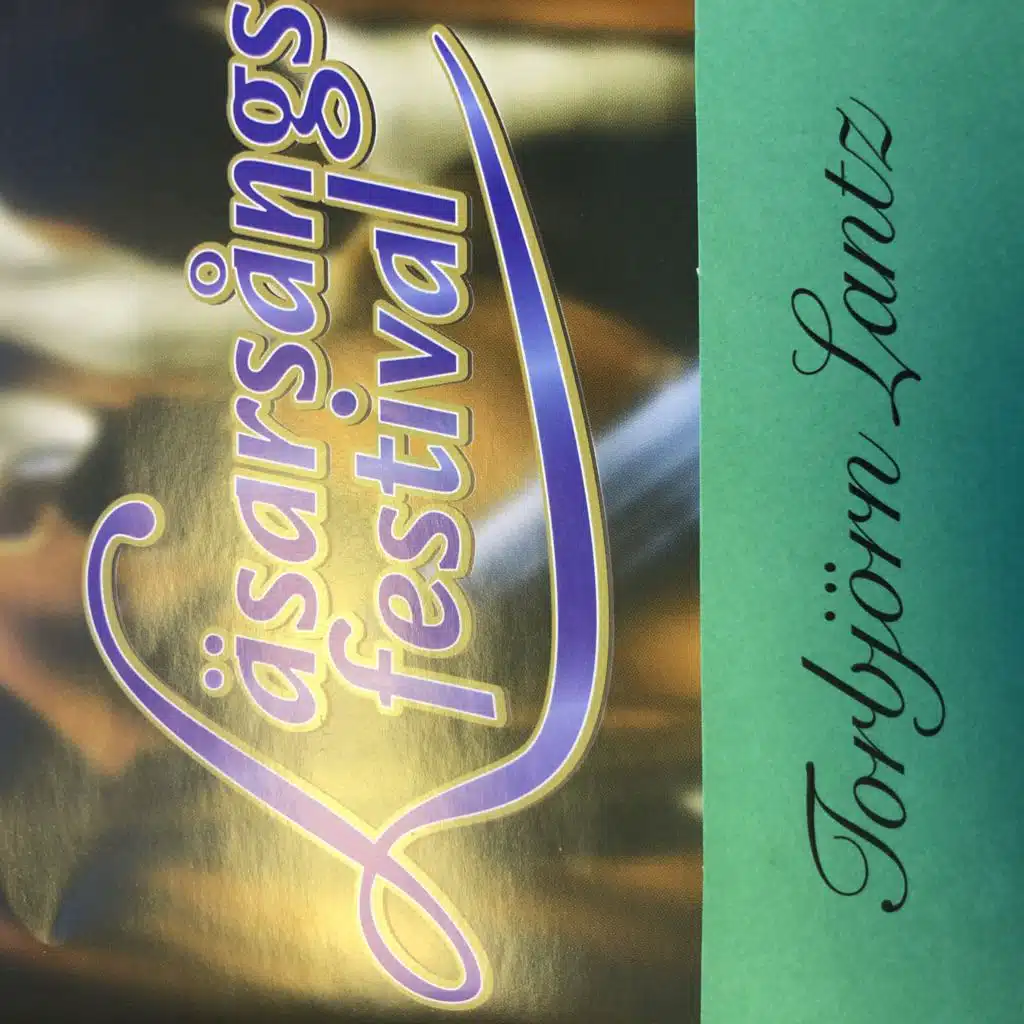 Läsarsångs
festival
Torbjörn Lantz